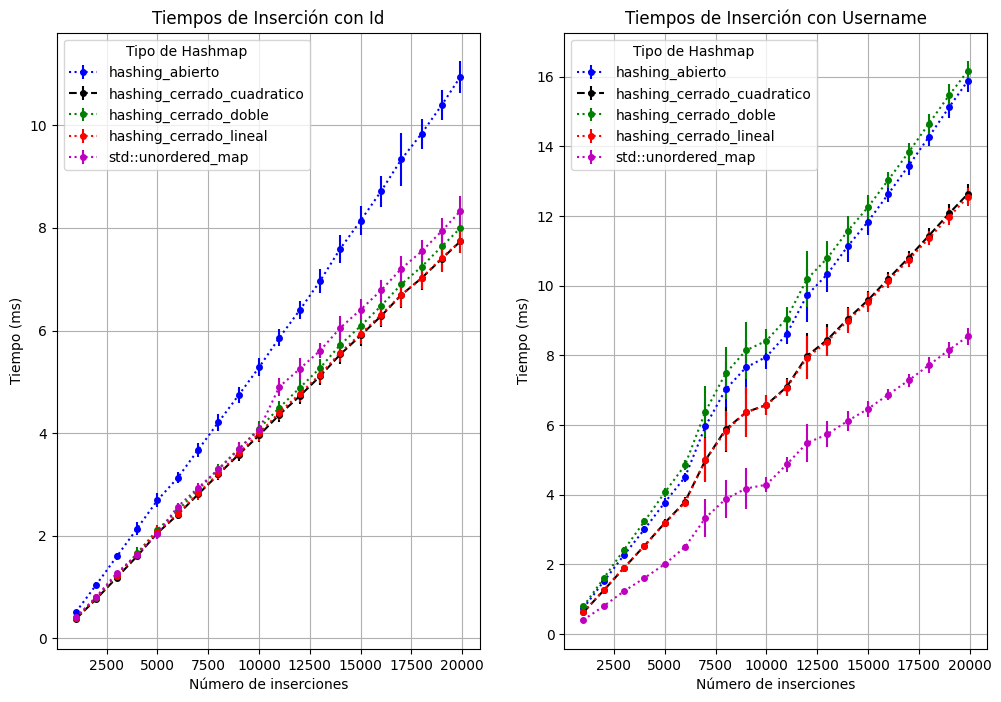 Tiempos de Inserción con Id
Tipo de Hashmap
hashing_abierto
hashing_cerrado_cuadratico
hashing_cerrado_doble
hashing_cerrado_lineal
std::unordered_map
Tiempo (ms)
10
8
6
4
2
0
2500 5000 7500 10000 12500 15000 17500 20000
Número de inserciones
Tiempos de Inserción con Username
Tipo de Hashmap
hashing_abierto
hashing_cerrado_cuadratico
hashing_cerrado_doble
hashing_cerrado_lineal
std::unordered_map
Tiempo (ms)
16
14
12
10
8
6
4
2
0
2500 5000 7500 10000 12500 15000 17500 20000
Número de inserciones